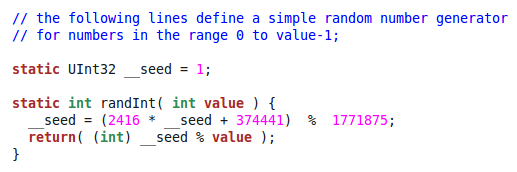 // the following lines define a simple random number generator
// for numbers in the range 0 to value-1;
static UInt32 __seed = 1;
static int randInt( int value ) {
  __seed = (2416 * __seed + 374441)  %  1771875;
  return( (int) __seed % value );
}